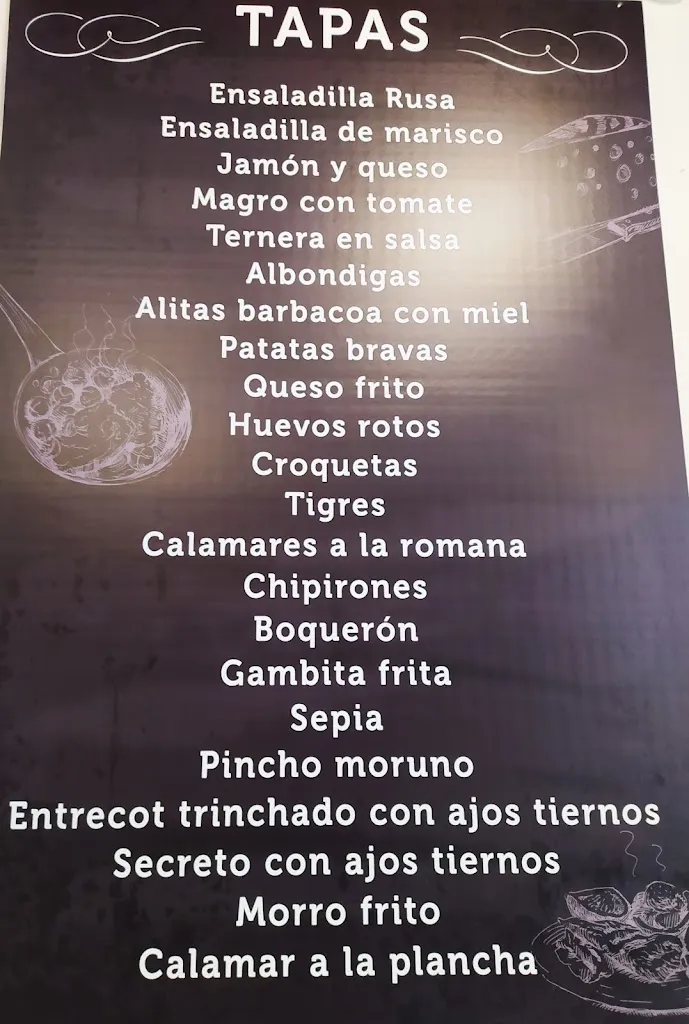 TAPAS
Ensaladilla Rusa
Ensaladilla de marisco
Jamón y queso
Magro con tomate
Ternera en salsa
Albondigas
Alitas barbacoa con miel
Patatas bravas
Queso frito
Huevos rotos
Croquetas
Tigres
Calamares a la romana
Chipirones
Boquerón
Gambita frita
Sepia
Pincho moruno
Entrecot trinchado con ajos tiernos
Secreto con ajos tiernos
Morro frito
Calamar a la plancha